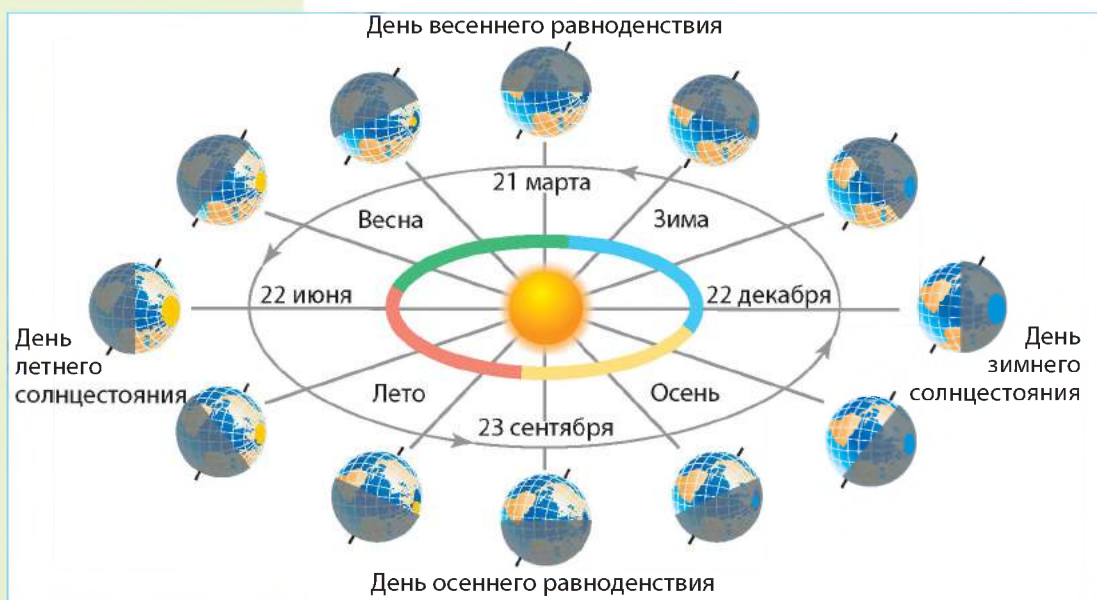 День весеннего равноденствия
21 марта
Весна
Зима
22 июня
22 декабря
День
летнего
солнцестояния
День
зимнего
солнцестояния
Лето
Осень
23 сентября
День осеннего равноденствия